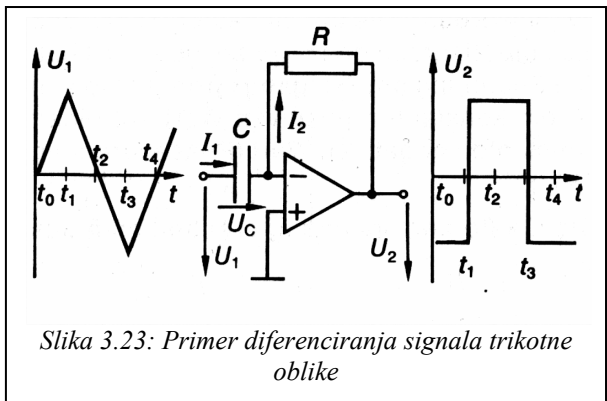 U1
t0
t1
t2
t3
t4
t
R
C
I1
I2
UC
U1
U2
−
+
U2
t0
t1
t2
t3
t4
t
Slika 3.23: Primer diferenciranja signala trikotne
oblike